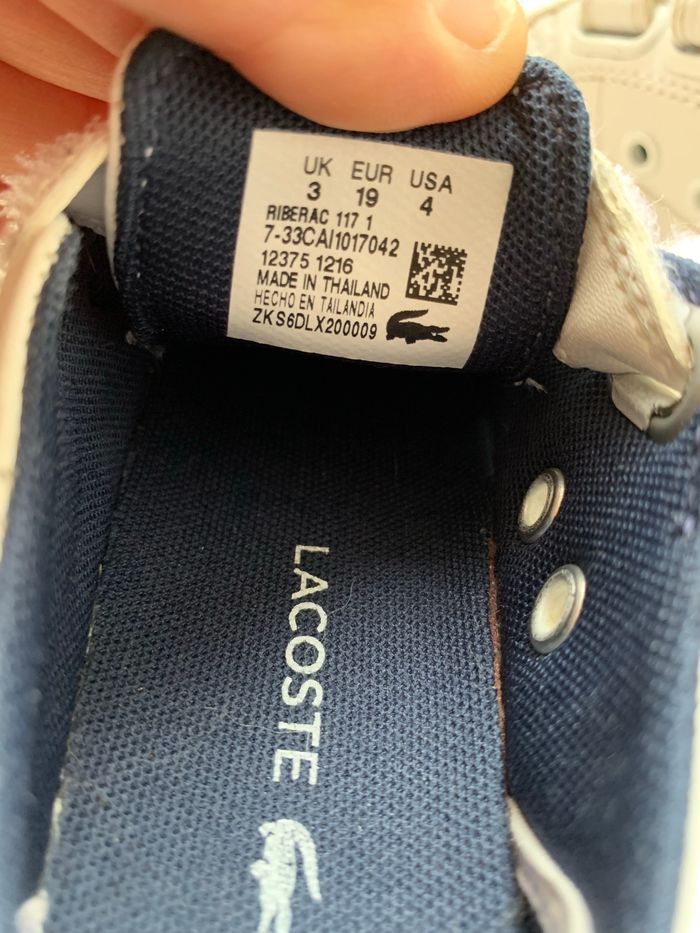 UK EUR USA
3 19 4
RIBERAC 117 1
7-33CAI1017042
12375 1216
MADE IN THAILAND
HECHO EN TAILANDIA
ZKS6DLX200009
LACOSTE